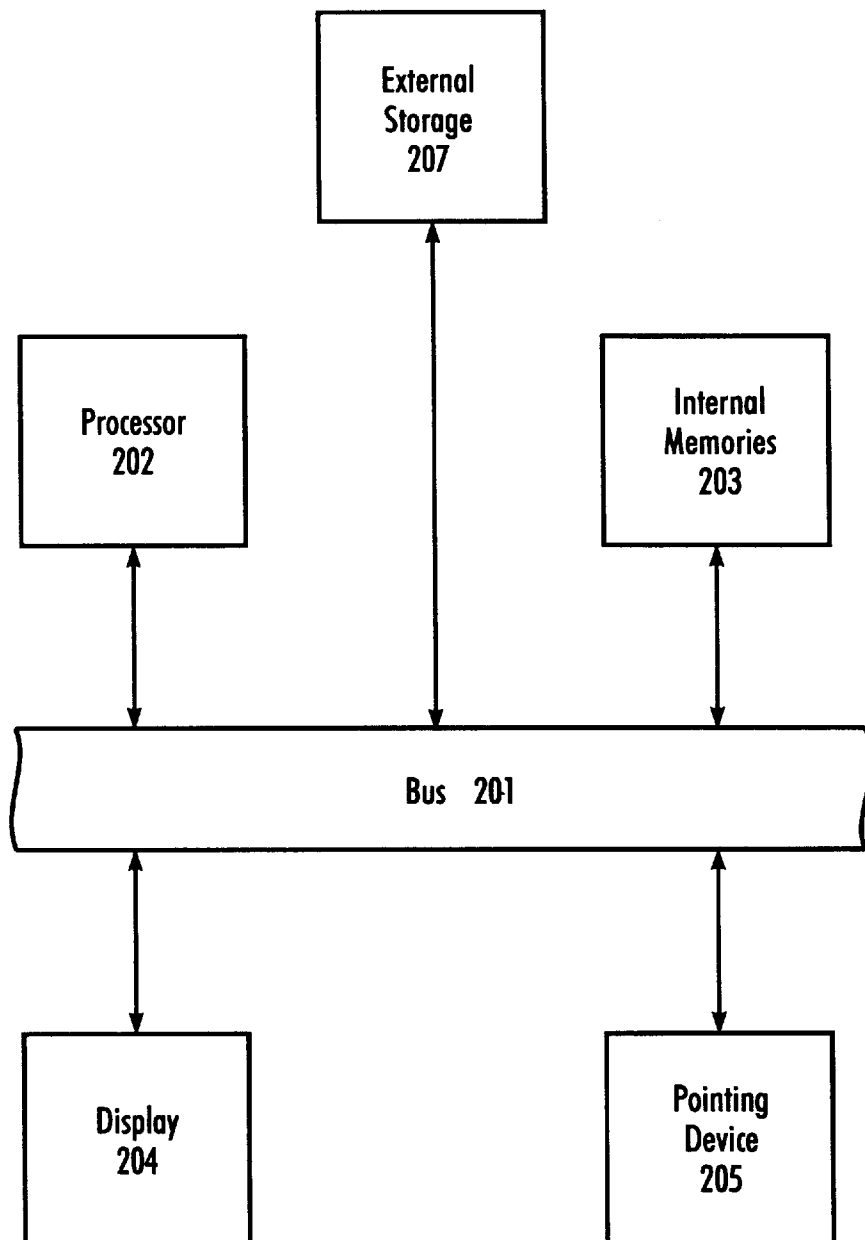 External
Storage
207
Processor
202
Internal
Memories
203
Bus 201
Display
204
Pointing
Device
205